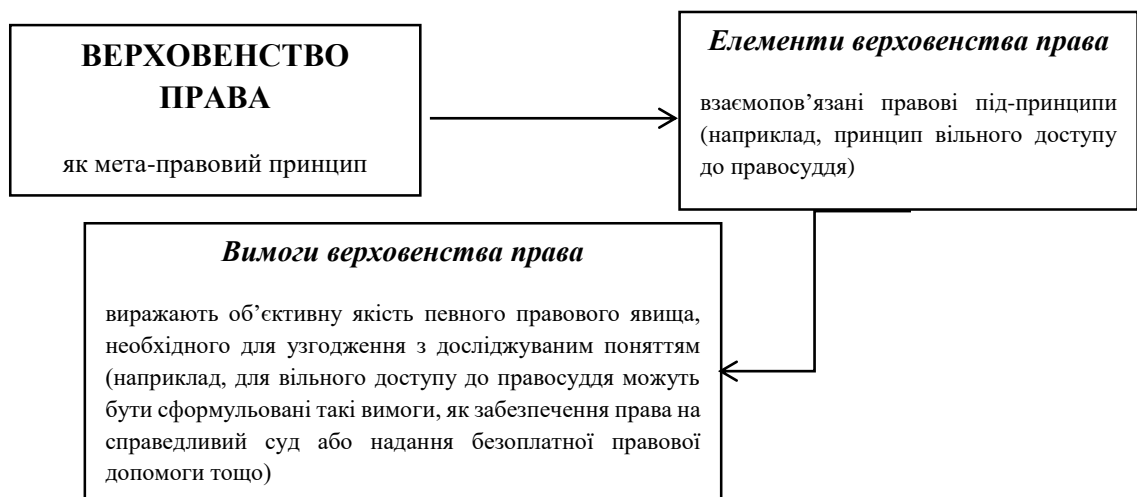 ВЕРХОВЕНСТВО
ПРАВА
як мета-правовий принцип
Елементи верховенства права
взаємопов’язані правові під-принципи
(наприклад, принцип вільного доступу
до правосуддя)
Вимоги верховенства права
виражають об’єктивну якість певного правового явища,
необхідного для узгодження з досліджуваним поняттям
(наприклад, для вільного доступу до правосуддя можуть
бути сформульовані такі вимоги, як забезпечення права на
справедливий суд або надання безоплатної правової
допомоги тощо)